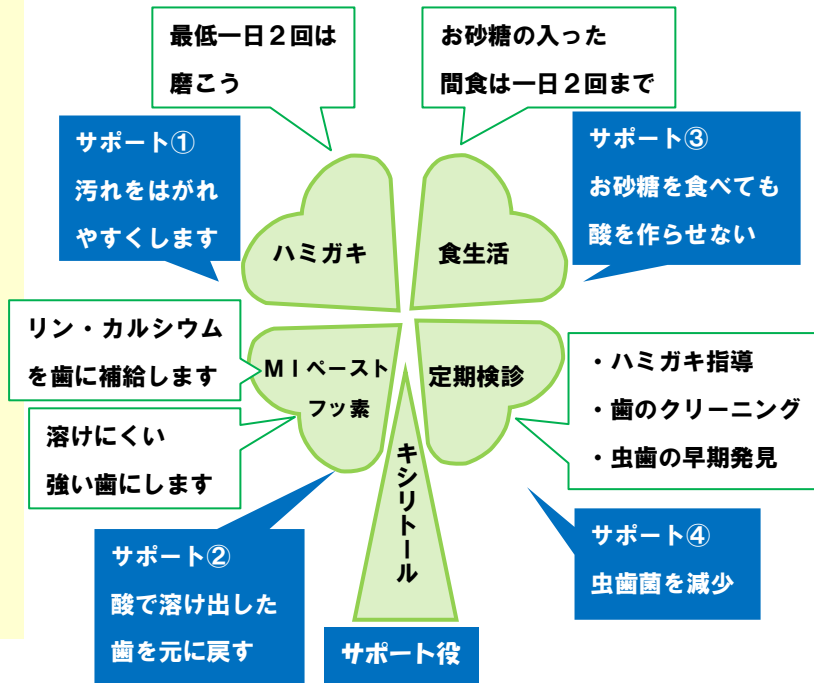 最低一日２回は
磨こう
お砂糖の入った
間食は一日２回まで
サポート①
汚れをはがれ
やすくします
サポート③
お砂糖を食べても
酸を作らせない
ハミガキ
食生活
リン・カルシウム
を歯に補給します
ＭＩペースト
フッ素
定期検診
・ハミガキ指導
・歯のクリーニング
・虫歯の早期発見
溶けにくい
強い歯にします
キシリトール
サポート②
酸で溶け出した
歯を元に戻す
サポート④
虫歯菌を減少
サポート役